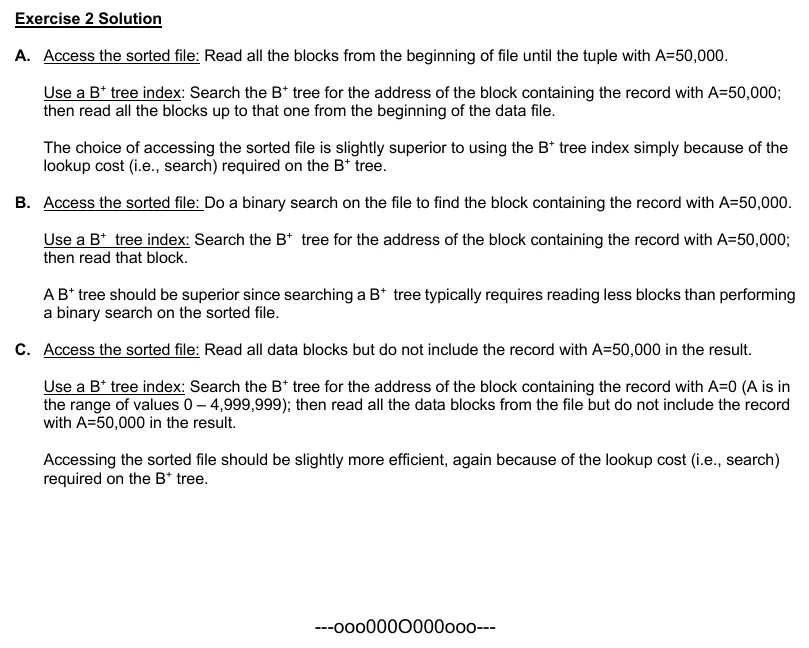 Exercise 2 Solution
A. Access the sorted file: Read all the blocks from the beginning of file until the tuple with A=50,000.
Use a B⁺ tree index: Search the B⁺ tree for the address of the block containing the record with A=50,000;
then read all the blocks up to that one from the beginning of the data file.
The choice of accessing the sorted file is slightly superior to using the B⁺ tree index simply because of the
lookup cost (i.e., search) required on the B⁺ tree.
B. Access the sorted file: Do a binary search on the file to find the block containing the record with A=50,000.
Use a B⁺ tree index: Search the B⁺ tree for the address of the block containing the record with A=50,000;
then read that block.
A B⁺ tree should be superior since searching a B⁺ tree typically requires reading less blocks than performing
a binary search on the sorted file.
C. Access the sorted file: Read all data blocks but do not include the record with A=50,000 in the result.
Use a B⁺ tree index: Search the B⁺ tree for the address of the block containing the record with A=0 (A is in
the range of values 0 – 4,999,999); then read all the data blocks from the file but do not include the record
with A=50,000 in the result.
Accessing the sorted file should be slightly more efficient, again because of the lookup cost (i.e., search)
required on the B⁺ tree.
---ooo000O000ooo---